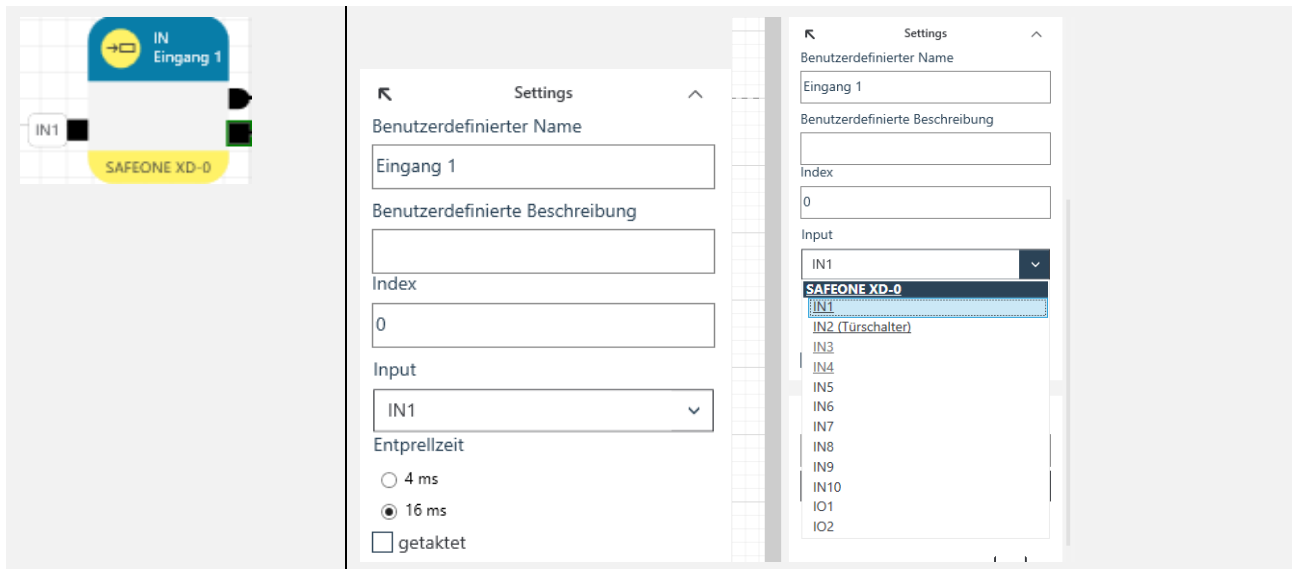 IN
Eingang 1
IN1
SAFEONE XD-0
Settings
Benutzerdefinierter Name
Eingang 1
Benutzerdefinierte Beschreibung
Index
0
Input
IN1
Entprellzeit
4 ms
16 ms
getaktet
Settings
Benutzerdefinierter Name
Eingang 1
Benutzerdefinierte Beschreibung
Index
0
Input
IN1
SAFEONE XD-0
IN1
IN2 (Türschalter)
IN3
IN4
IN5
IN6
IN7
IN8
IN9
IN10
IO1
IO2